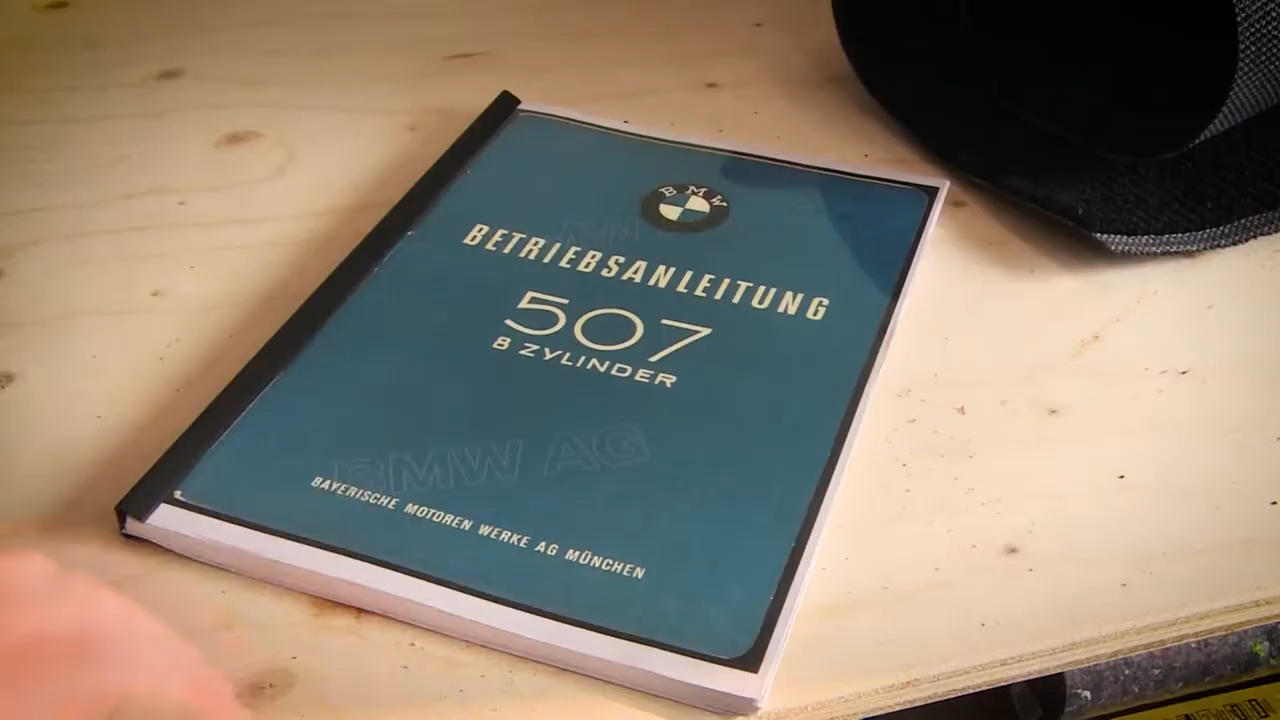 BMW
BETRIEBSANLEITUNG
507
8 ZYLINDER
BMW AG
BAYERISCHE MOTOREN WERKE AG MÜNCHEN